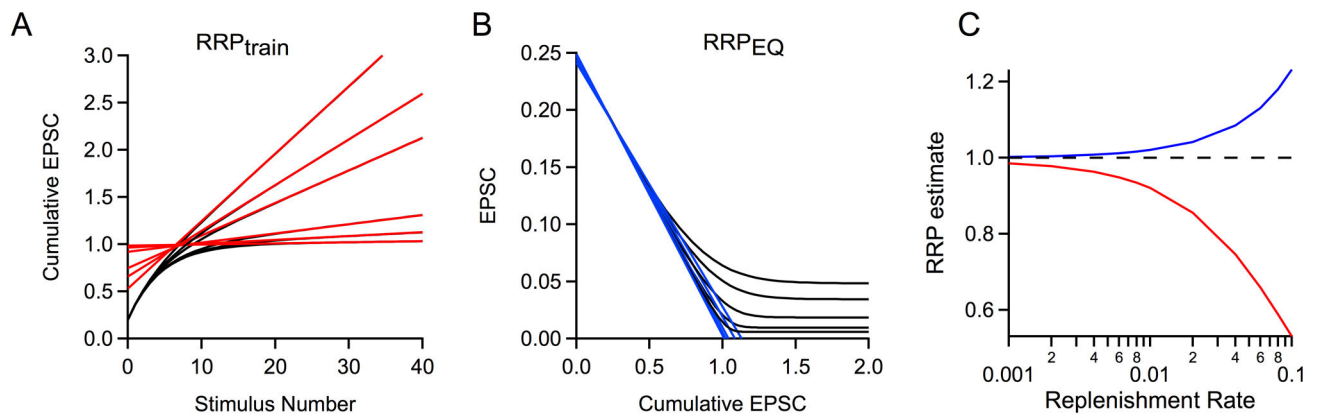 A
RRPtrain
Cumulative EPSC
3.0
2.5
2.0
1.5
1.0
0.5
0.0
0
10
20
30
40
Stimulus Number
B
RRPEQ
EPSC
0.25
0.20
0.15
0.10
0.05
0.00
0.0
0.5
1.0
1.5
2.0
Cumulative EPSC
C
RRP estimate
1.2
1.0
0.8
0.6
2 4 6 8 2 4 6 8
0.001 0.01 0.1
Replenishment Rate